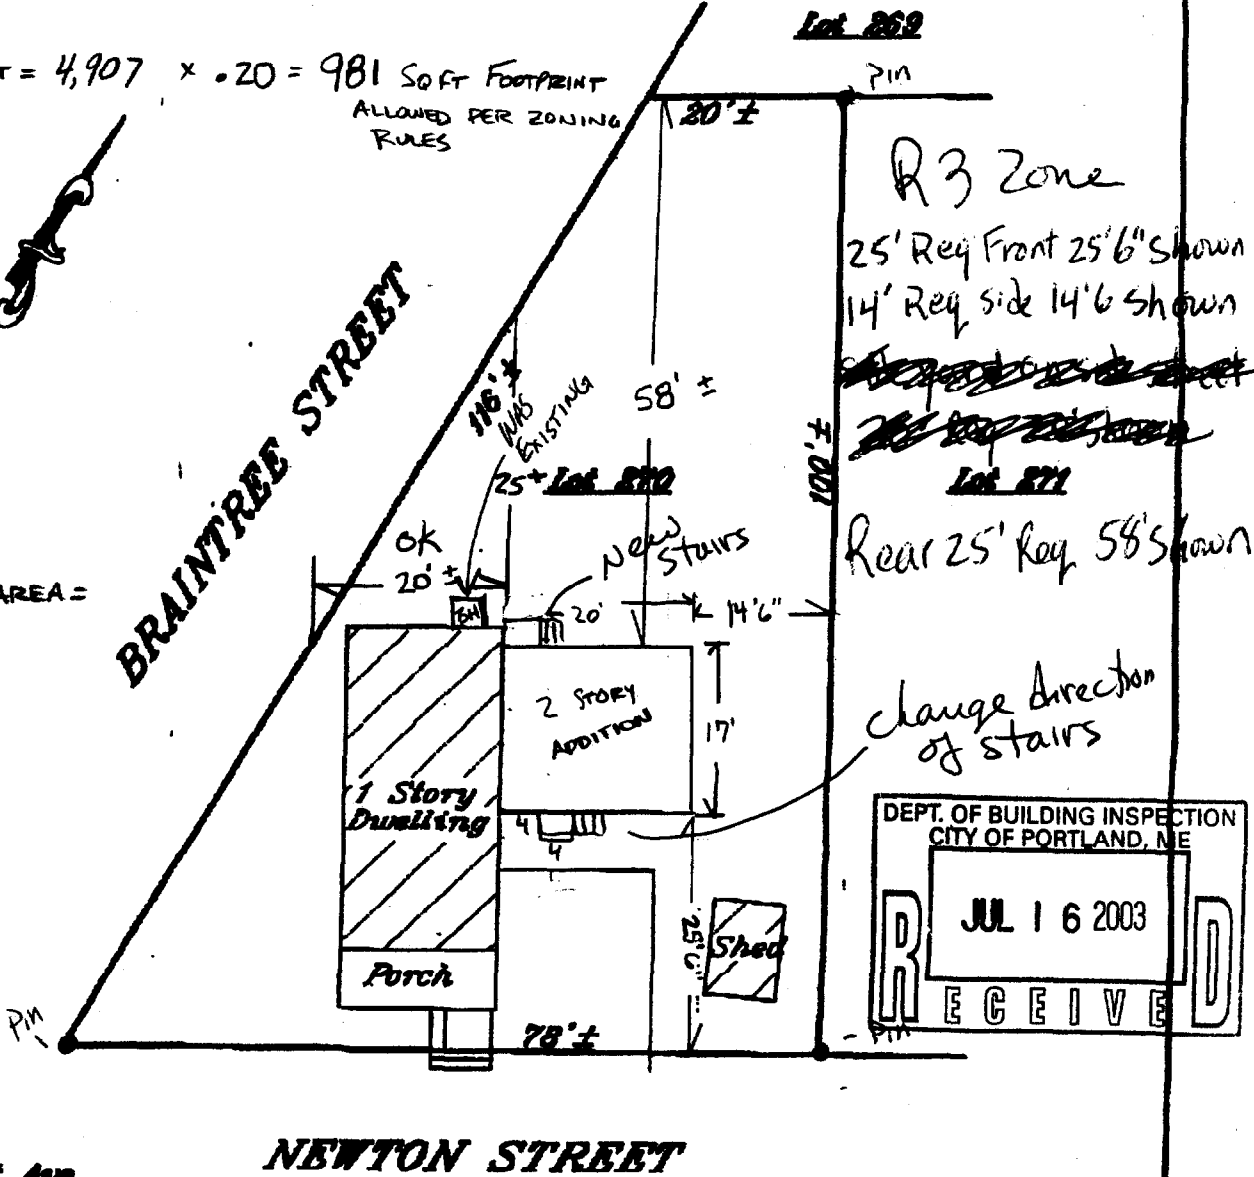 Lot 269
= 4,907 × .20 = 981 SQ FT FOOTPRINT
ALLOWED PER ZONING
RULES
Pin
20'±
R3 Zone
25' Req Front 25'6" Shown
14' Req side 14'6 Shown
BRAINTREE STREET
116'±
WAS
EXISTING
58' ±
100'±
25± Lot 270
Lot 271
Rear 25' Req 58' Shown
OK
20'±
New
stairs
AREA =
BH
20'
14'6"
2 STORY
ADDITION
17'
change direction
of stairs
1 Story
Dwelling
4
4
DEPT. OF BUILDING INSPECTION
CITY OF PORTLAND, ME
JUL 16 2003
RECEIVED
25'6"
Shed
Porch
Pin
78'±
Pin
NEWTON STREET
Ave